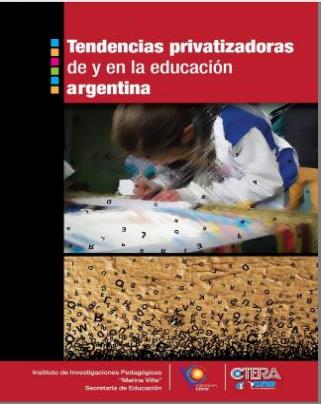 Tendencias privatizadoras
de y en la educación
argentina
Instituto de Investigaciones Pedagógicas
"Marina Vilte"
Secretaría de Educación
CTERA